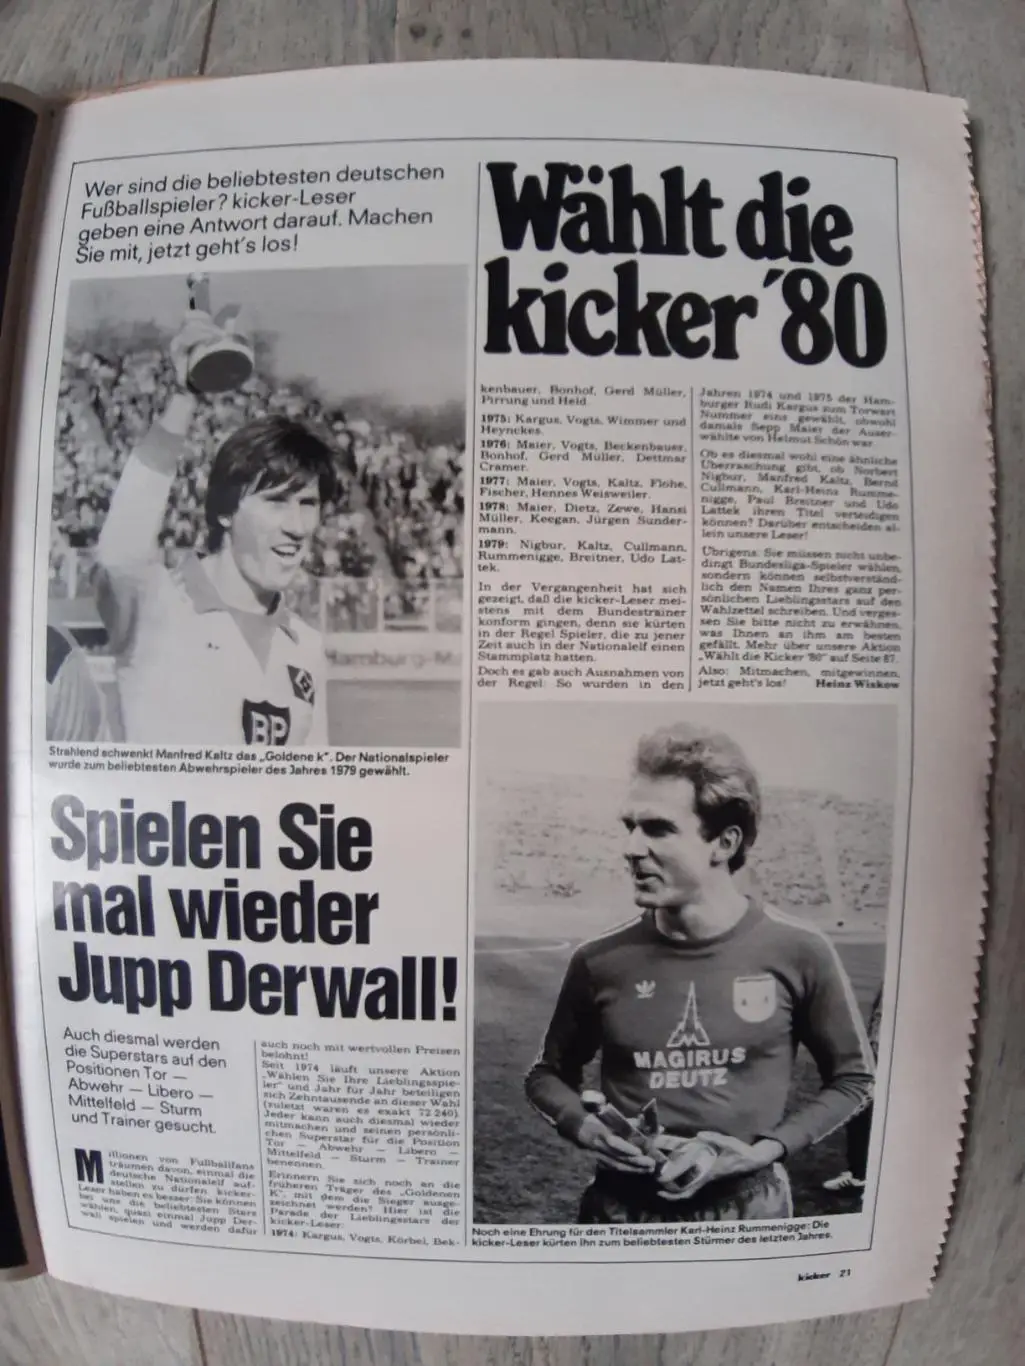 Wer sind die beliebtesten deutschen
Fußballspieler? kicker-Leser
geben eine Antwort darauf. Machen
Sie mit, jetzt geht's los!
Wählt die
kicker '80
Hamburg-Ma
BP
Strahlend schwenkt Manfred Kaltz das „Goldene k". Der Nationalspieler
wurde zum beliebtesten Abwehrspieler des Jahres 1979 gewählt.
Spielen Sie
mal wieder
Jupp Derwall!
Auch diesmal werden
die Superstars auf den
Positionen Tor —
Abwehr — Libero —
Mittelfeld — Sturm
und Trainer gesucht.
Millionen von Fußballfans
träumen davon, einmal die
deutsche Nationalelf auf-
stellen zu dürfen kicker-
Leser haben es besser: Sie können
bei uns die beliebtesten Stars
wählen, quasi einmal Jupp Der-
wall spielen und werden dafür
auch noch mit wertvollen Preisen
belohnt!
Seit 1974 läuft unsere Aktion
„Wählen Sie Ihre Lieblingsspie-
ler" und Jahr für Jahr beteiligen
sich Zehntausende an dieser Wahl
(zuletzt waren es exakt 72 240).
Jeder kann auch diesmal wieder
mitmachen und seinen persönli-
chen Superstar für die Position
Tor — Abwehr — Libero —
Mittelfeld — Sturm — Trainer
benennen.
Erinnern Sie sich noch an die
früheren Träger des „Goldenen
K", mit dem die Sieger ausge-
zeichnet werden? Hier ist die
Parade der Lieblingsstars der
kicker-Leser:
1974: Kargus, Vogts, Körbel, Bek-
kenbauer, Bonhof, Gerd Müller,
Pirrung und Held.
1975: Kargus, Vogts, Wimmer und
Heynckes.
1976: Maier, Vogts, Beckenbauer,
Bonhof, Gerd Müller, Dettmar
Cramer.
1977: Maier, Vogts, Kaltz, Flohe,
Fischer, Hennes Weisweiler.
1978: Maier, Dietz, Zewe, Hansi
Müller, Keegan, Jürgen Sunder-
mann.
1979: Nigbur, Kaltz, Cullmann,
Rummenigge, Breitner, Udo Lat-
tek.
In der Vergangenheit hat sich
gezeigt, daß die kicker-Leser mei-
stens mit dem Bundestrainer
konform gingen, denn sie kürten
in der Regel Spieler, die zu jener
Zeit auch in der Nationalelf einen
Stammplatz hatten.
Doch es gab auch Ausnahmen von
der Regel: So wurden in den
Jahren 1974 und 1975 der Ham-
burger Rudi Kargus zum Torwart
Nummer eins gewählt, obwohl
damals Sepp Maier der Auser-
wählte von Helmut Schön war.
Ob es diesmal wohl eine ähnliche
Überraschung gibt, ob Norbert
Nigbur, Manfred Kaltz, Bernd
Cullmann, Karl-Heinz Rumme-
nigge, Paul Breitner und Udo
Lattek ihren Titel verteidigen
können? Darüber entscheiden al-
lein unsere Leser!
Übrigens: Sie müssen nicht unbe-
dingt Bundesliga-Spieler wählen,
sondern können selbstverständ-
lich den Namen Ihres ganz per-
sönlichen Lieblingsstars auf den
Wahlzettel schreiben. Und verges-
sen Sie bitte nicht zu erwähnen,
was Ihnen an ihm am besten
gefällt. Mehr über unsere Aktion
„Wählt die Kicker '80" auf Seite 87.
Also: Mitmachen, mitgewinnen,
jetzt geht's los! Heinz Wiskow
MAGIRUS
DEUTZ
Noch eine Ehrung für den Titelsammler Karl-Heinz Rummenigge: Die
kicker-Leser kürten ihn zum beliebtesten Stürmer des letzten Jahres.
kicker 21